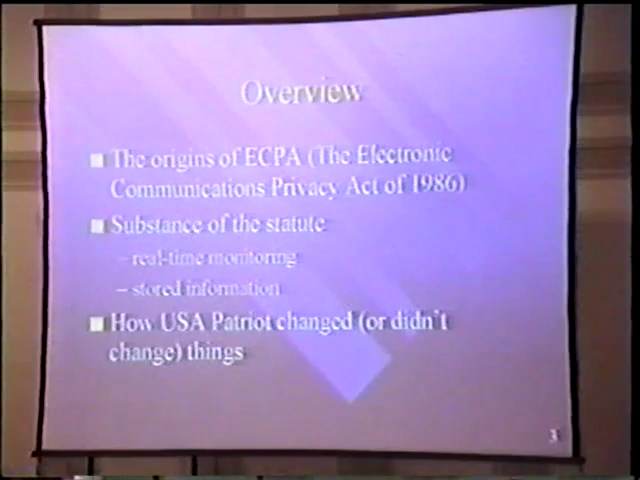 Overview
■ The origins of ECPA (The Electronic
Communications Privacy Act of 1986)
■ Substance of the statute
– real-time monitoring
– stored information
■ How USA Patriot changed (or didn't
change) things
3